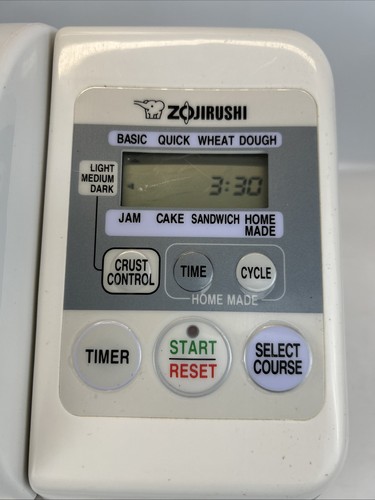 ZOJIRUSHI
BASIC QUICK WHEAT DOUGH
LIGHT
MEDIUM
DARK
3:30
JAM CAKE SANDWICH HOME
MADE
CRUST
CONTROL
TIME
CYCLE
HOME MADE
TIMER
START
RESET
SELECT
COURSE